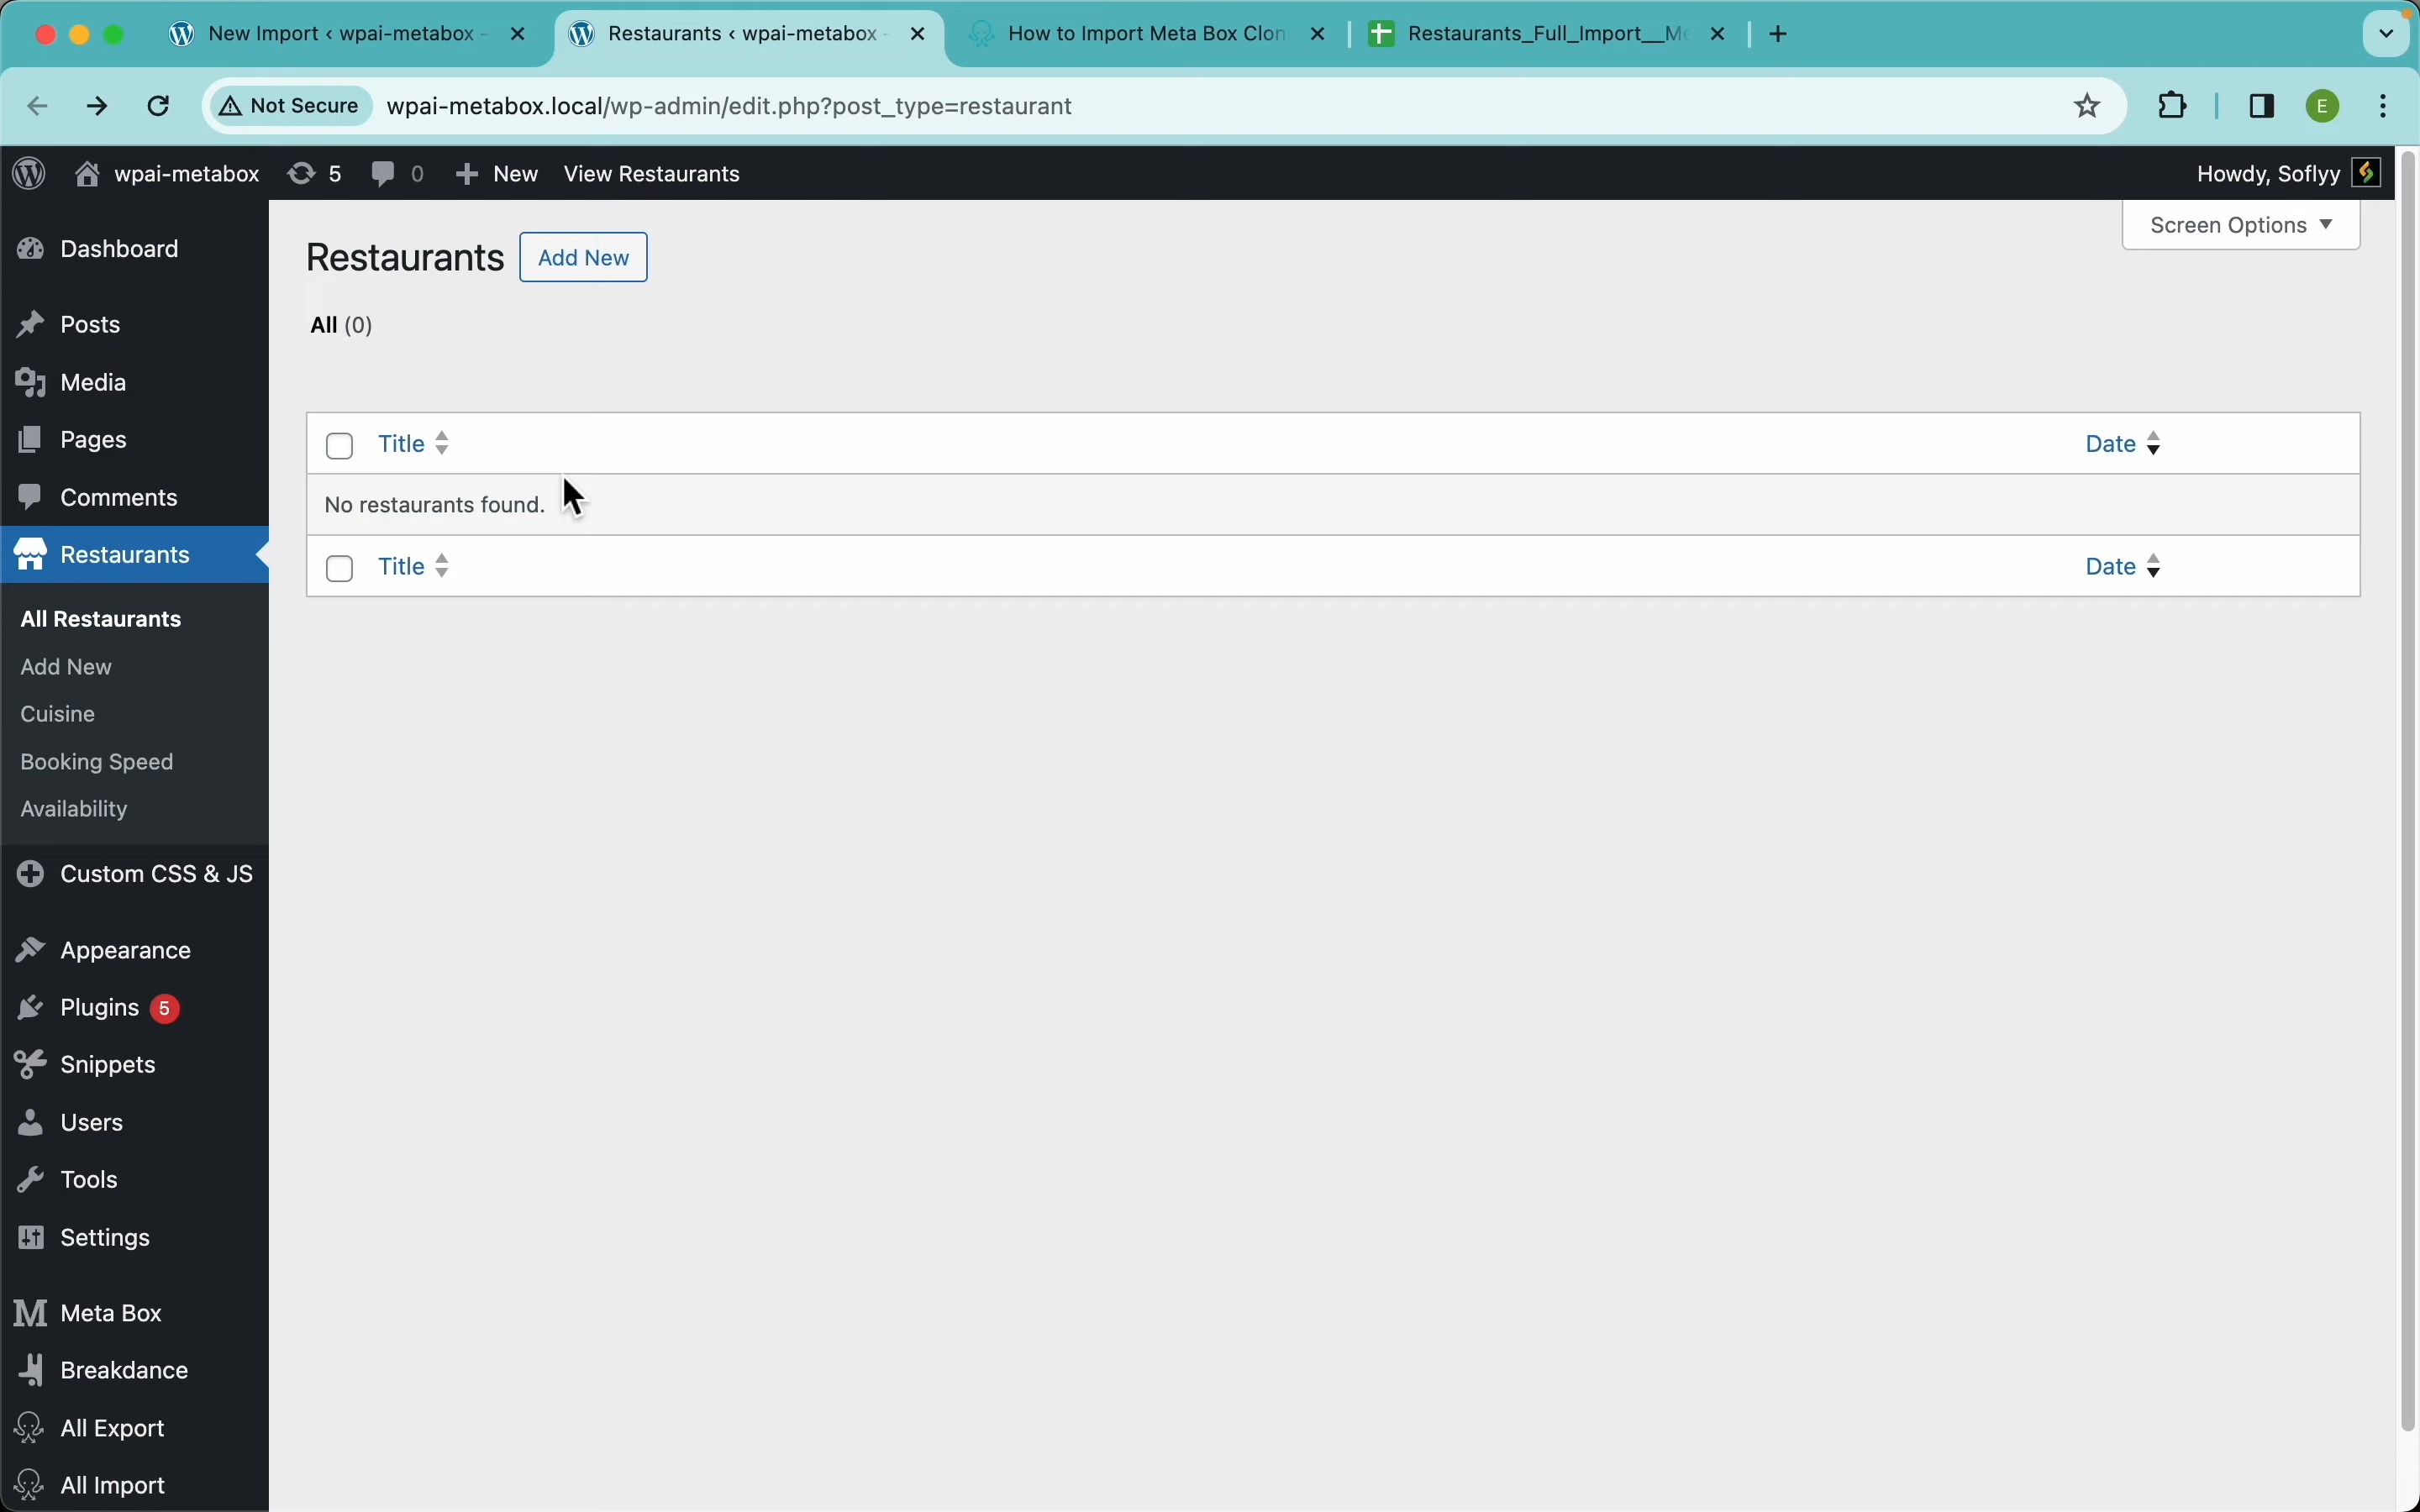 New Import ‹ wpai-metabox -
Restaurants ‹ wpai-metabox -
How to Import Meta Box Clon
Restaurants_Full_Import__Me
Not Secure
wpai-metabox.local/wp-admin/edit.php?post_type=restaurant
E
wpai-metabox
5
0
New
View Restaurants
Howdy, Soflyy
Screen Options
Dashboard
Posts
Media
Pages
Comments
Restaurants
All Restaurants
Add New
Cuisine
Booking Speed
Availability
Custom CSS & JS
Appearance
Plugins 5
Snippets
Users
Tools
Settings
Meta Box
Breakdance
All Export
All Import
Restaurants
Add New
All (0)
Title
Date
No restaurants found.
Title
Date